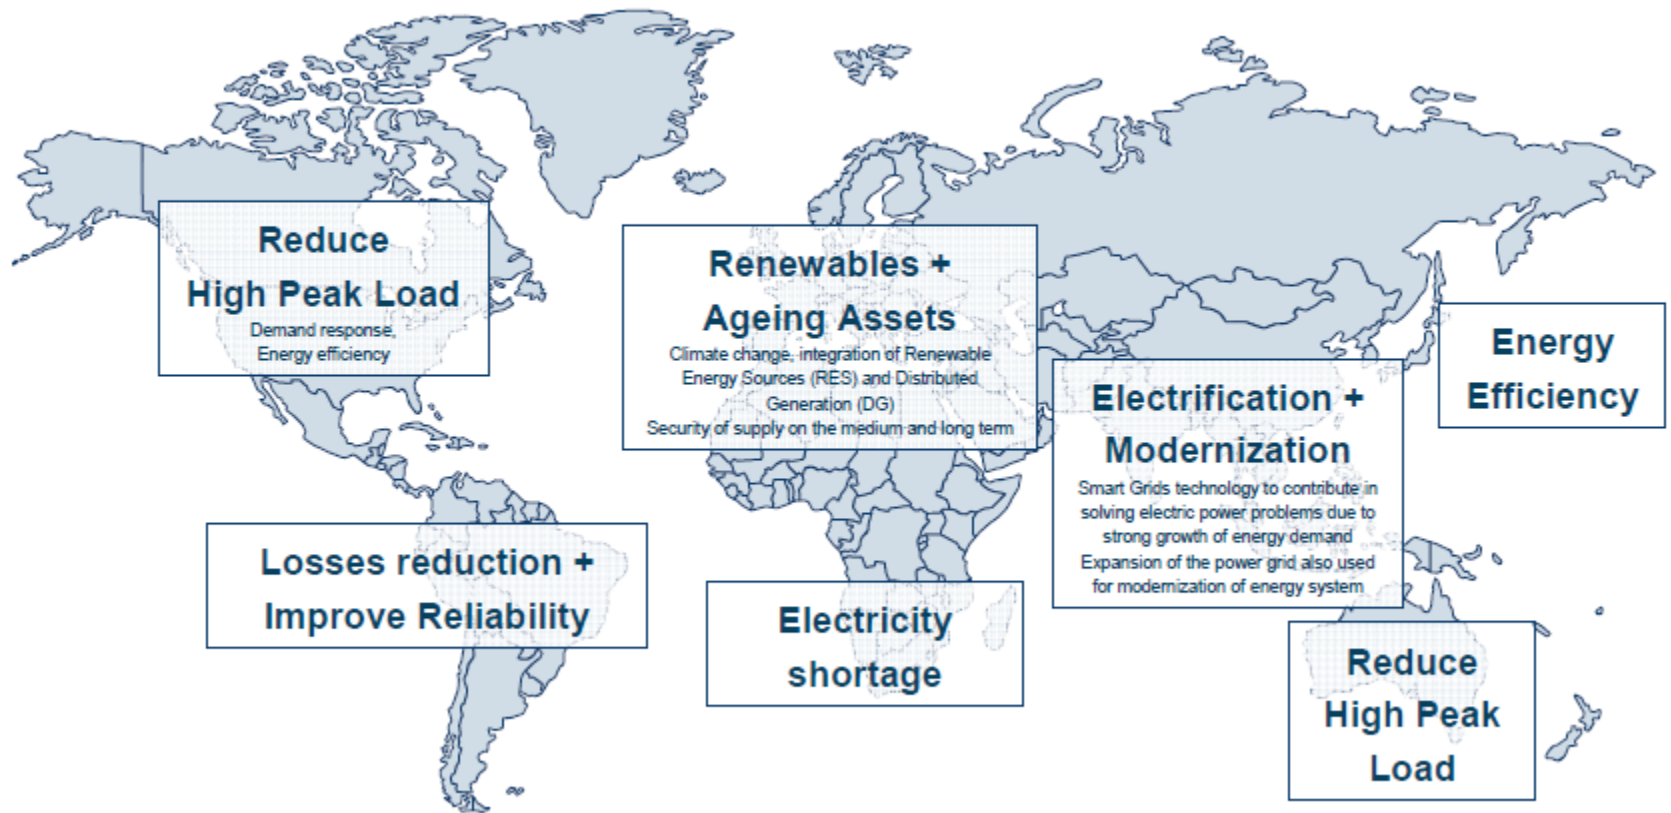 Reduce
High Peak Load
Demand response,
Energy efficiency
Renewables +
Ageing Assets
Climate change, integration of Renewable
Energy Sources (RES) and Distributed
Generation (DG)
Security of supply on the medium and long term
Energy
Efficiency
Electrification +
Modernization
Smart Grids technology to contribute in
solving electric power problems due to
strong growth of energy demand
Expansion of the power grid also used
for modernization of energy system
Losses reduction +
Improve Reliability
Electricity
shortage
Reduce
High Peak
Load